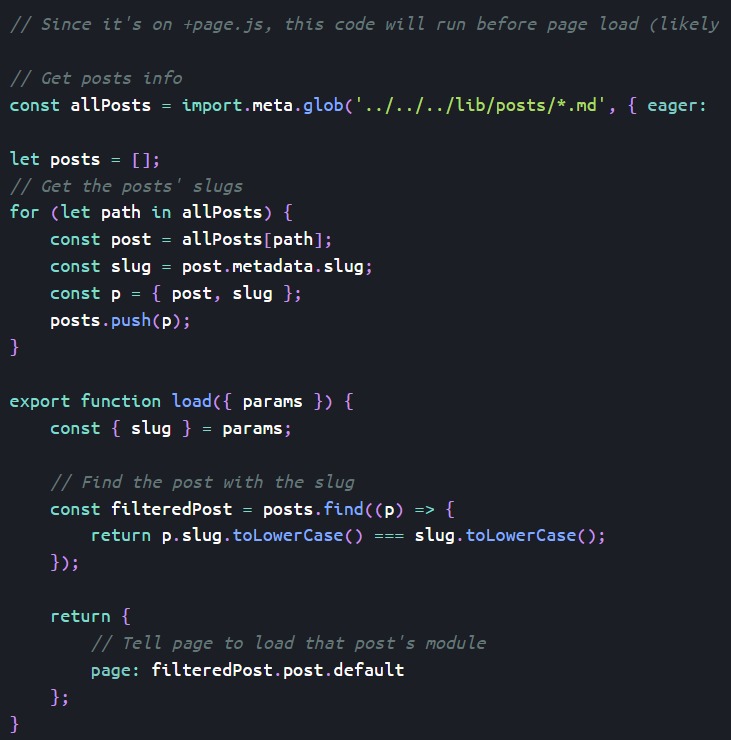 // Since it's on +page.js, this code will run before page load (likely
// Get posts info
const allPosts = import.meta.glob('../../../lib/posts/*.md', { eager:
let posts = [];
// Get the posts' slugs
for (let path in allPosts) {
    const post = allPosts[path];
    const slug = post.metadata.slug;
    const p = { post, slug };
    posts.push(p);
}
export function load({ params }) {
    const { slug } = params;
    // Find the post with the slug
    const filteredPost = posts.find((p) => {
        return p.slug.toLowerCase() === slug.toLowerCase();
    });
    return {
        // Tell page to load that post's module
        page: filteredPost.post.default
    };
}